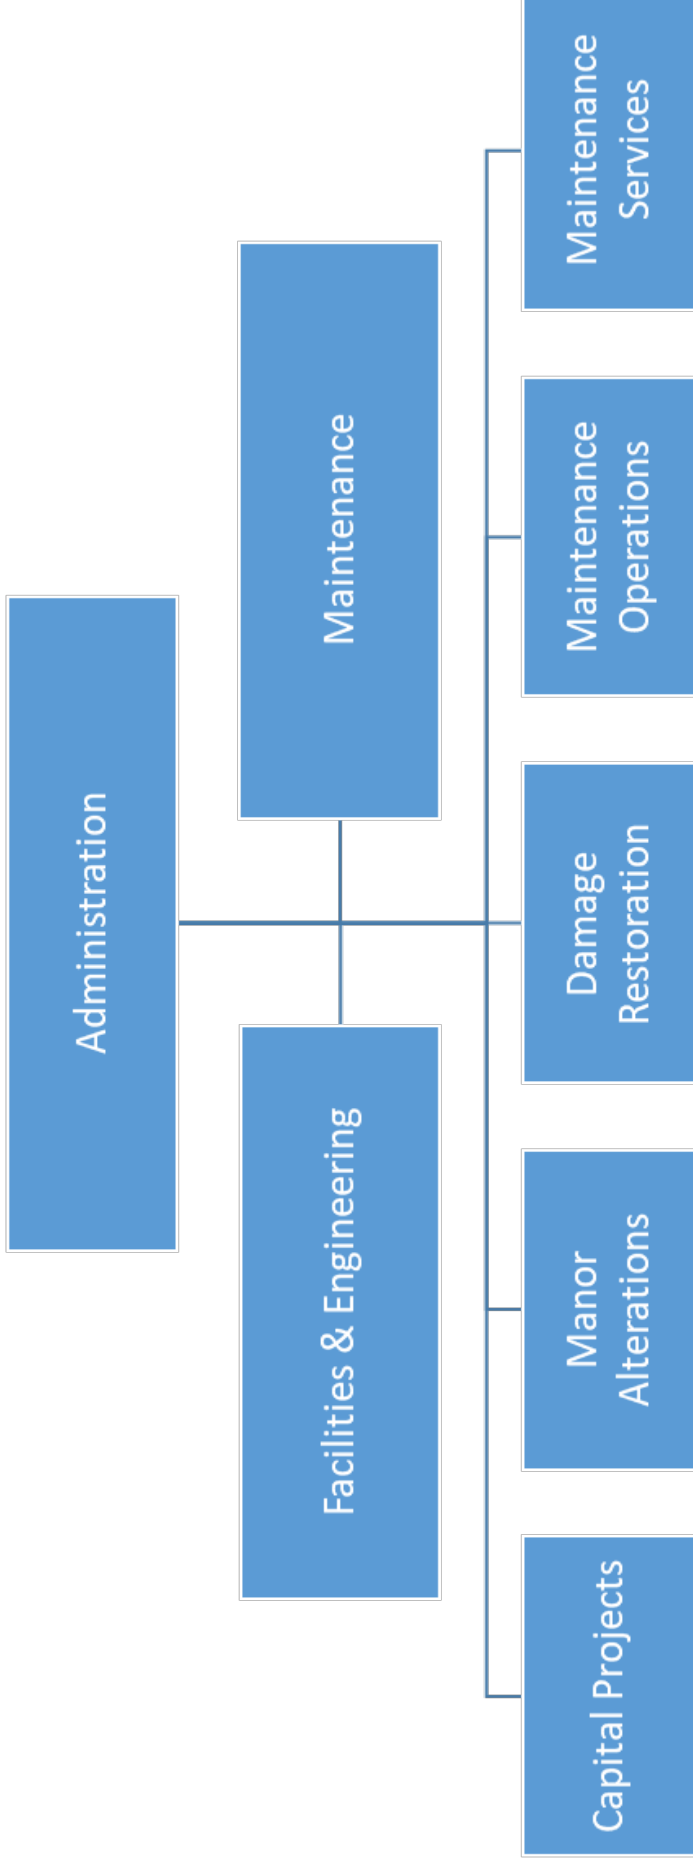 Administration
Facilities & Engineering
Maintenance
Capital Projects
Manor
Alterations
Damage
Restoration
Maintenance
Operations
Maintenance
Services